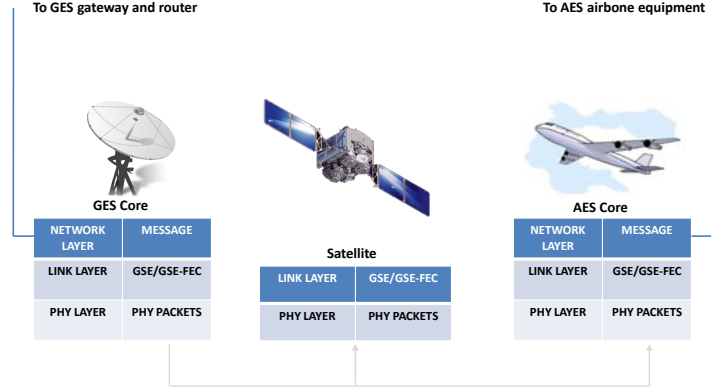 To GES gateway and router
To AES airbone equipment
GES Core
NETWORK LAYER MESSAGE
LINK LAYER GSE/GSE-FEC
PHY LAYER PHY PACKETS
Satellite
LINK LAYER GSE/GSE-FEC
PHY LAYER PHY PACKETS
AES Core
NETWORK LAYER MESSAGE
LINK LAYER GSE/GSE-FEC
PHY LAYER PHY PACKETS